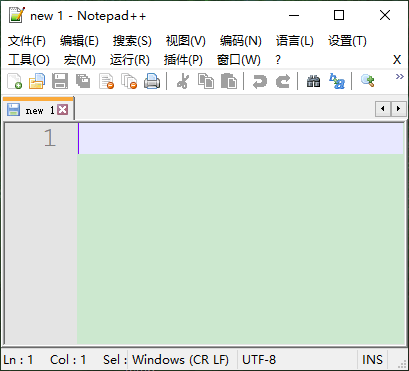 new 1 - Notepad++
文件(F) 编辑(E) 搜索(S) 视图(V) 编码(N) 语言(L) 设置(T)
工具(O) 宏(M) 运行(R) 插件(P) 窗口(W) ? X
new 1
1
Ln : 1 Col : 1 Sel : Windows (CR LF) UTF-8 INS